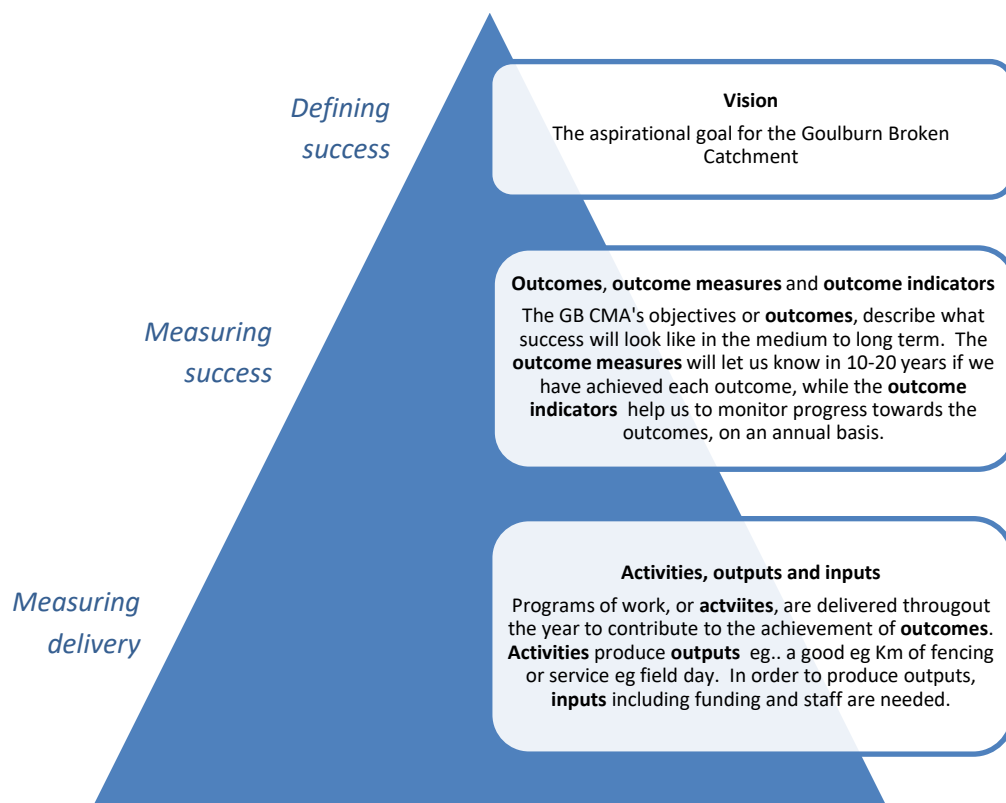 Defining
success
Vision
The aspirational goal for the Goulburn Broken
Catchment
Measuring
success
Outcomes, outcome measures and outcome indicators
The GB CMA's objectives or outcomes, describe what
success will look like in the medium to long term.  The
outcome measures will let us know in 10-20 years if we
have achieved each outcome, while the outcome
indicators  help us to monitor progress towards the
outcomes, on an annual basis.
Measuring
delivery
Activities, outputs and inputs
Programs of work, or actviites, are delivered througout
the year to contribute to the achievement of outcomes.
Activities produce outputs  eg.. a good eg Km of fencing
or service eg field day.  In order to produce outputs,
inputs including funding and staff are needed.